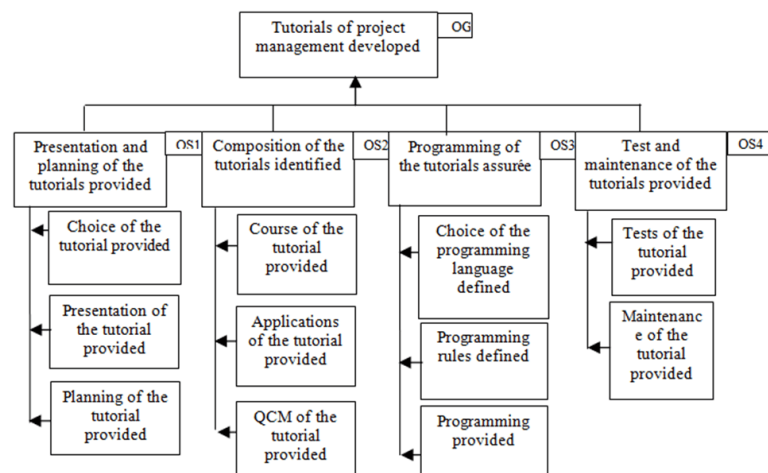 Tutorials of project
management developed
OG
Presentation and
planning of the
tutorials provided
OS1
Composition of the
tutorials identified
OS2
Programming of
the tutorials assurée
OS3
Test and
maintenance of the
tutorials provided
OS4
Choice of the
tutorial provided
Presentation of
the tutorial
provided
Planning of the
tutorial
provided
Course of the
tutorial
provided
Applications
of the tutorial
provided
QCM of the
tutorial
provided
Choice of the
programming
language defined
Programming
rules defined
Programming
provided
Tests of the
tutorial
provided
Maintenanc
e of the
tutorial
provided